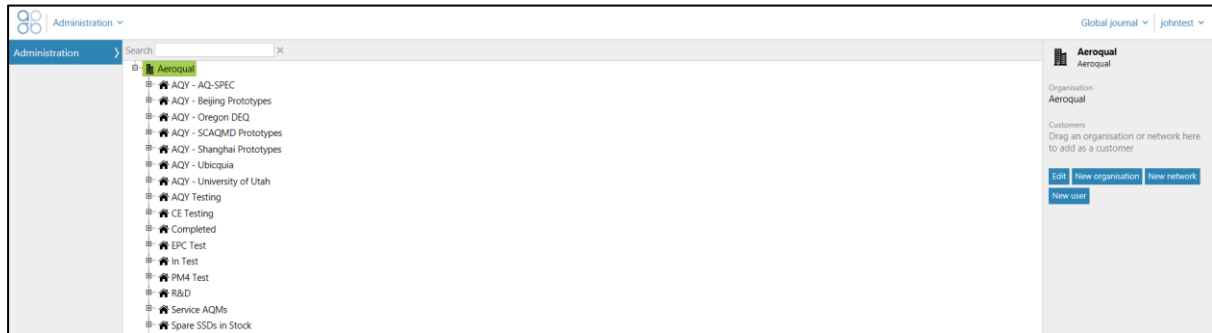 Administration
Global journal
johntest
Administration
Search
Aeroqual
AQY - AQ-SPEC
AQY - Beijing Prototypes
AQY - Oregon DEQ
AQY - SCAQMD Prototypes
AQY - Shanghai Prototypes
AQY - Ubicquia
AQY - University of Utah
AQY Testing
CE Testing
Completed
EPC Test
In Test
PM4 Test
R&D
Service AQMs
Spare SSDs in Stock
Aeroqual
Aeroqual
Organisation
Aeroqual
Customers
Drag an organisation or network here
to add as a customer
Edit New organisation New network
New user